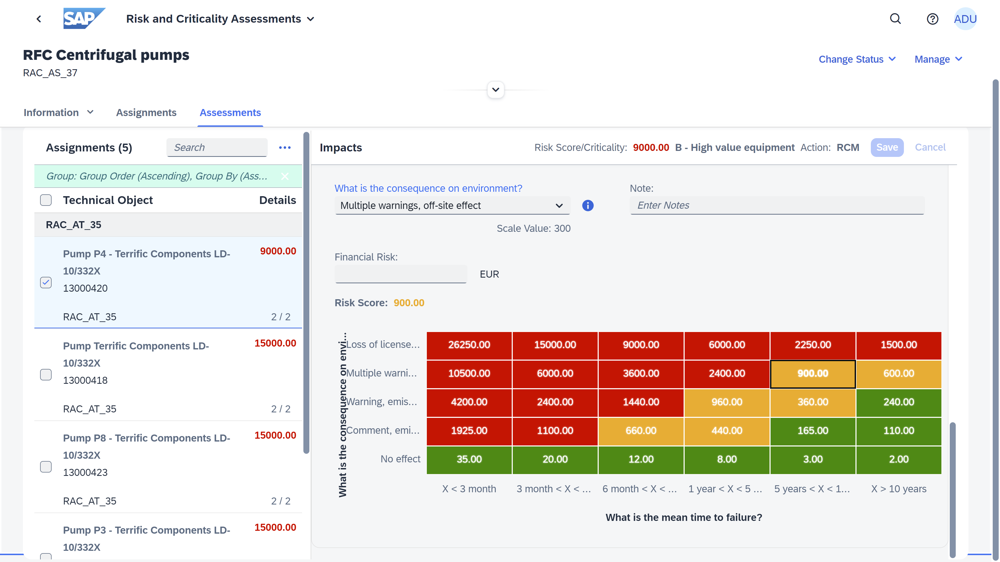 SAP Risk and Criticality Assessments ADU
RFC Centrifugal pumps
RAC_AS_37
Change Status Manage
Information Assignments Assessments
Assignments (5) Search
Group: Group Order (Ascending), Group By (Ass...
Technical Object Details
RAC_AT_35
Pump P4 - Terrific Components LD-
10/332X
9000.00
13000420
RAC_AT_35 2 / 2
Pump Terrific Components LD-
10/332X
15000.00
13000418
RAC_AT_35 2 / 2
Pump P8 - Terrific Components LD-
10/332X
15000.00
13000423
RAC_AT_35 2 / 2
Pump P3 - Terrific Components LD-
10/332X
15000.00
Impacts Risk Score/Criticality: 9000.00 B - High value equipment Action: RCM Save Cancel
What is the consequence on environment? Note:
Multiple warnings, off-site effect Enter Notes
Scale Value: 300
Financial Risk:
EUR
Risk Score: 900.00
What is the consequence on envi...
Loss of license... 26250.00 15000.00 9000.00 6000.00 2250.00 1500.00
Multiple warni... 10500.00 6000.00 3600.00 2400.00 900.00 600.00
Warning, emis... 4200.00 2400.00 1440.00 960.00 360.00 240.00
Comment, emi... 1925.00 1100.00 660.00 440.00 165.00 110.00
No effect 35.00 20.00 12.00 8.00 3.00 2.00
X < 3 month 3 month < X < ... 6 month < X < ... 1 year < X < 5 ... 5 years < X < 1... X > 10 years
What is the mean time to failure?